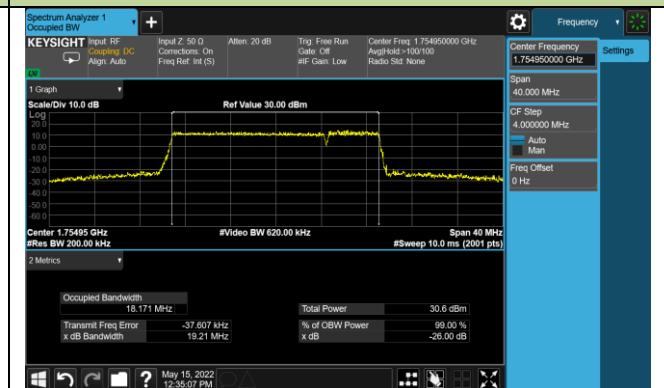 Spectrum Analyzer 1
Occupied BW
Frequency
KEYSIGHT
Input: RF
Coupling: DC
Align: Auto
Input Z: 50 Ω
Corrections: On
Freq Ref: Int (S)
Atten: 20 dB
Trig: Free Run
Gate: Off
#IF Gain: Low
Center Freq: 1.754950000 GHz
Avg|Hold:>100/100
Radio Std: None
Center Frequency
1.754950000 GHz
Settings
Span
40.000 MHz
CF Step
4.000000 MHz
Auto
Man
Freq Offset
0 Hz
1 Graph
Scale/Div 10.0 dB
Ref Value 30.00 dBm
Log
20.0
10.0
0.00
-10.0
-20.0
-30.0
-40.0
-50.0
-60.0
Center 1.75495 GHz
#Video BW 620.00 kHz
Span 40 MHz
#Res BW 200.00 kHz
#Sweep 10.0 ms (2001 pts)
2 Metrics
Occupied Bandwidth
18.171 MHz
Total Power
30.6 dBm
Transmit Freq Error
-37.607 kHz
% of OBW Power
99.00 %
x dB Bandwidth
19.21 MHz
x dB
-26.00 dB
May 15, 2022
12:35:07 PM